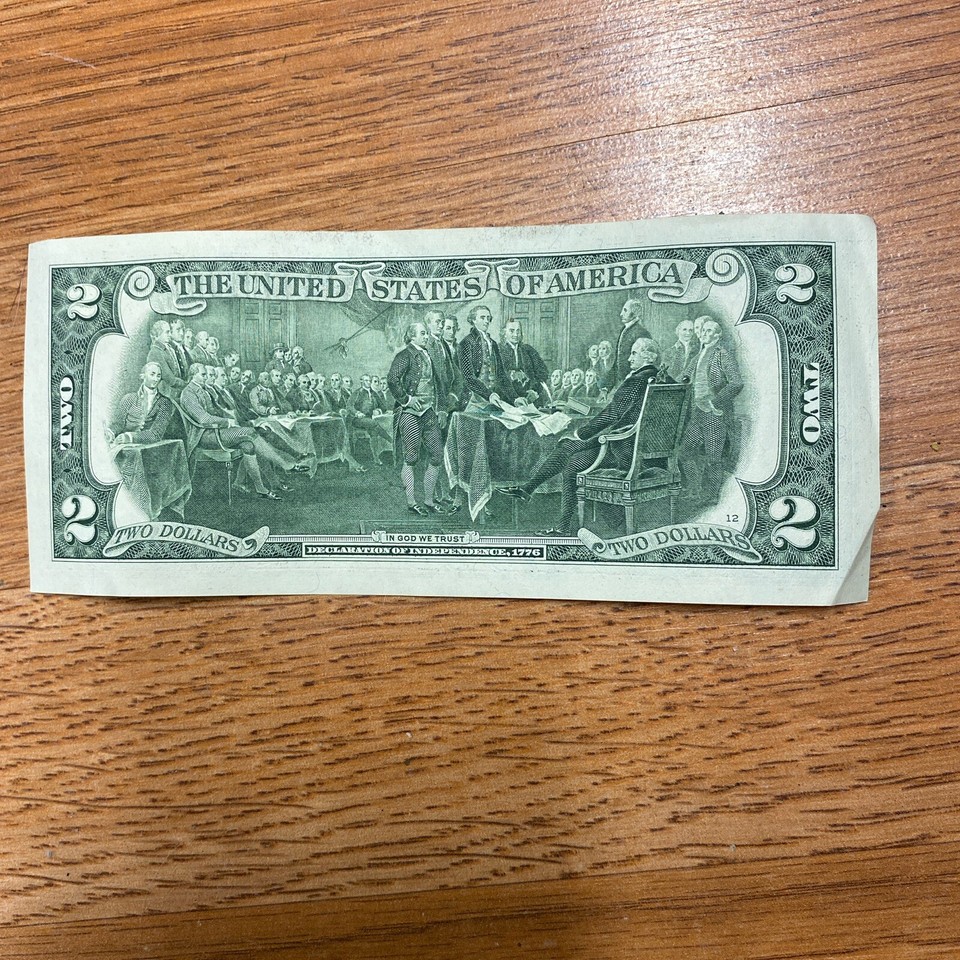 THE UNITED STATES OF AMERICA
2
2
TWO
TWO
2
2
TWO DOLLARS
IN GOD WE TRUST
12
TWO DOLLARS
DECLARATION OF INDEPENDENCE, 1776